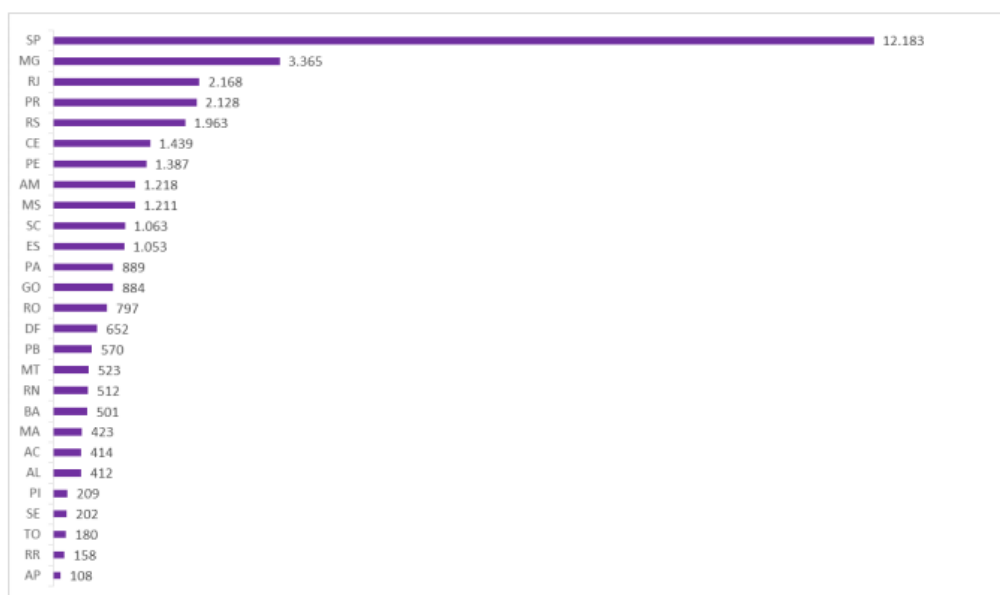 SP 12.183
MG 3.365
RJ 2.168
PR 2.128
RS 1.963
CE 1.439
PE 1.387
AM 1.218
MS 1.211
SC 1.063
ES 1.053
PA 889
GO 884
RO 797
DF 652
PB 570
MT 523
RN 512
BA 501
MA 423
AC 414
AL 412
PI 209
SE 202
TO 180
RR 158
AP 108